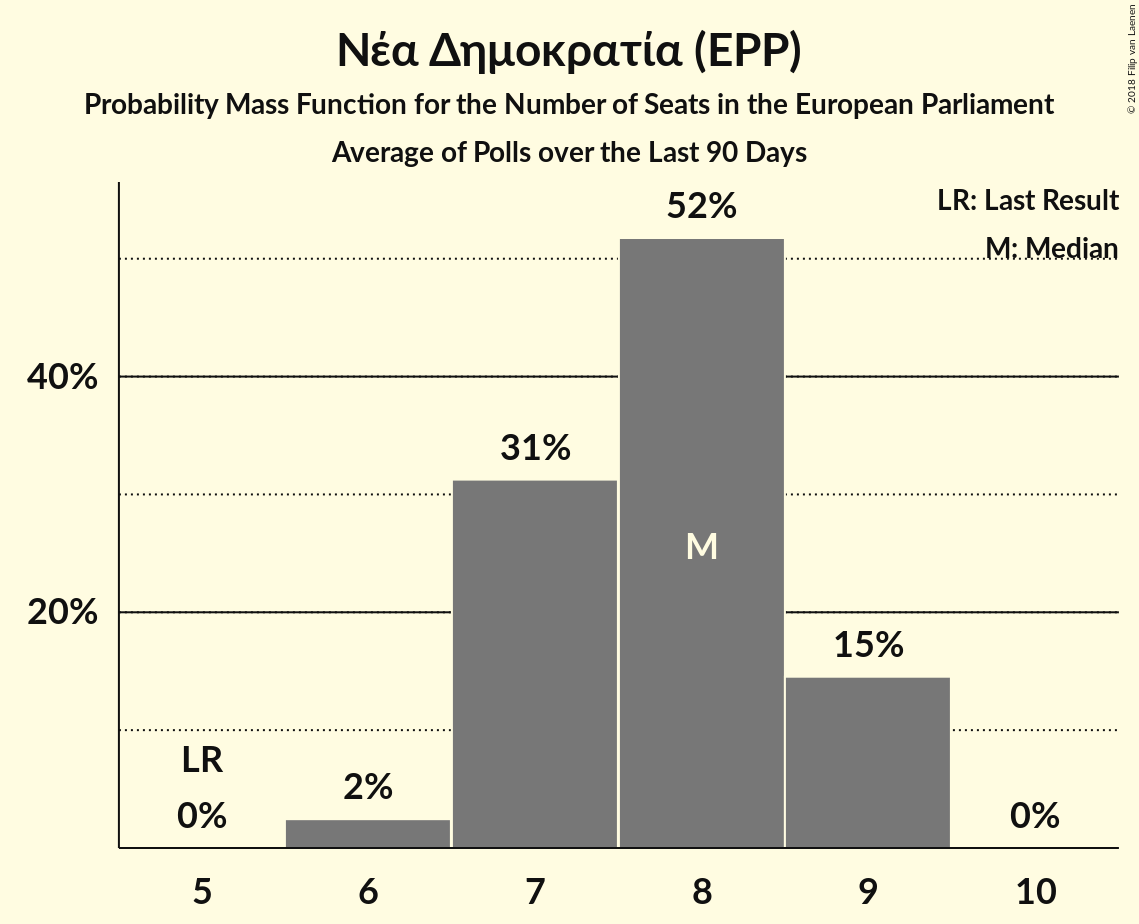 Νέα Δημοκρατία (EPP)
Probability Mass Function for the Number of Seats in the European Parliament
Average of Polls over the Last 90 Days
© 2018 Filip van Laenen
LR: Last Result
M: Median
52%
40%
31%
M
20%
15%
LR
2%
0%
0%
5 6 7 8 9 10